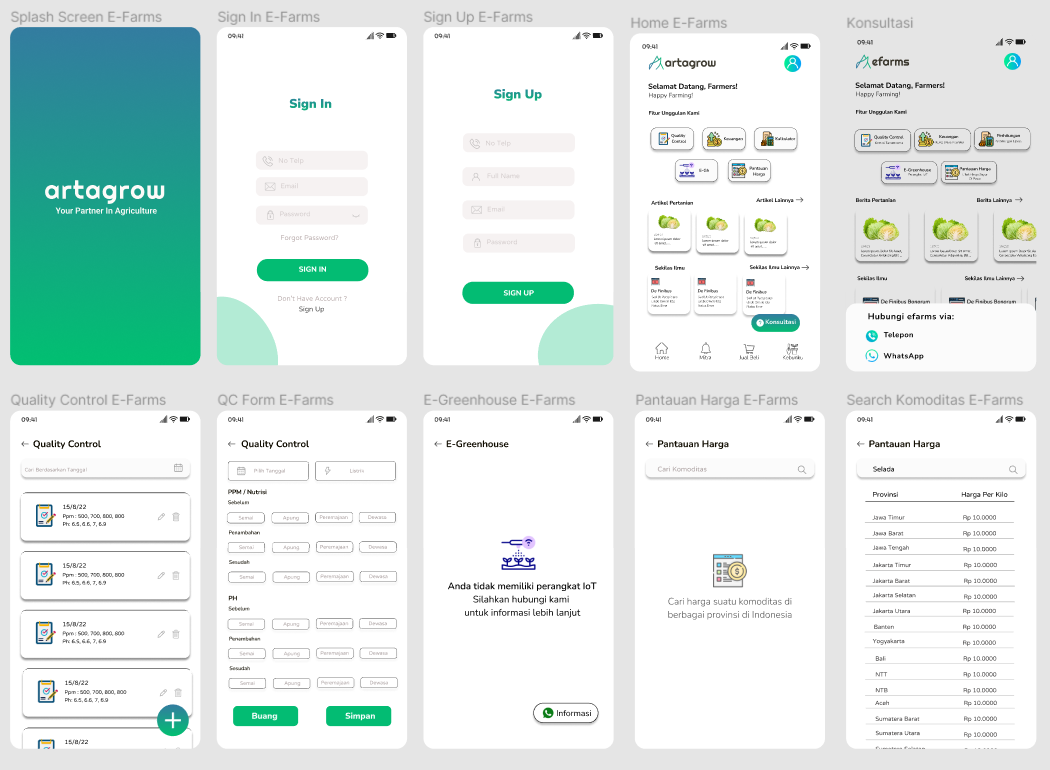 Splash Screen E-Farms
artagrow
Your Partner In Agriculture
Sign In E-Farms
09:41
Sign In
No Telp
Email
Password
Forgot Password?
SIGN IN
Don't Have Account ?
Sign Up
Sign Up E-Farms
09:41
Sign Up
No Telp
Full Name
Email
Password
SIGN UP
Home E-Farms
09:41
artagrow
Selamat Datang, Farmers!
Happy Farming!
Fitur Unggulan Kami
Quality Control
Keuangan
Kalkulator
E-GH
Pantauan Harga
Artikel Pertanian
Artikel Lainnya
Sekilas Ilmu
Sekilas Ilmu Lainnya
De Finibus
De Finibus
De Finibus
Konsultasi
Home
Mitra
Jual Beli
Kebunku
Konsultasi
09:41
efarms
Selamat Datang, Farmers!
Happy Farming!
Fitur Unggulan Kami
Quality Control
Keuangan
Perhitungan
E-Greenhouse
Pantauan Harga
Berita Pertanian
Berita Lainnya
Sekilas Ilmu
Sekilas Ilmu Lainnya
De Finibus Bonorum
De Finibus Bonorum
Hubungi efarms via:
Telepon
WhatsApp
Quality Control E-Farms
09:41
Quality Control
Cari Berdasarkan Tanggal
15/8/22
Ppm : 500, 700, 800, 800
Ph: 6.5, 6.6, 7, 6.9
15/8/22
Ppm : 500, 700, 800, 800
Ph: 6.5, 6.6, 7, 6.9
15/8/22
Ppm : 500, 700, 800, 800
Ph: 6.5, 6.6, 7, 6.9
15/8/22
Ppm : 500, 700, 800, 800
Ph: 6.5, 6.6, 7, 6.9
15/8/22
QC Form E-Farms
09:41
Quality Control
Pilih Tanggal
Listrik
PPM / Nutrisi
Sebelum
Semai Apung Peremajaan Dewasa
Penambahan
Semai Apung Peremajaan Dewasa
Sesudah
Semai Apung Peremajaan Dewasa
PH
Sebelum
Semai Apung Peremajaan Dewasa
Penambahan
Semai Apung Peremajaan Dewasa
Sesudah
Semai Apung Peremajaan Dewasa
Buang Simpan
E-Greenhouse E-Farms
09:41
E-Greenhouse
Anda tidak memiliki perangkat IoT
Silahkan hubungi kami
untuk informasi lebih lanjut
Informasi
Pantauan Harga E-Farms
09:41
Pantauan Harga
Cari Komoditas
Cari harga suatu komoditas di
berbagai provinsi di Indonesia
Search Komoditas E-Farms
09:41
Pantauan Harga
Selada
Provinsi Harga Per Kilo
Jawa Timur Rp 10.0000
Jawa Barat Rp 10.0000
Jawa Tengah Rp 10.0000
Jakarta Timur Rp 10.0000
Jakarta Barat Rp 10.0000
Jakarta Selatan Rp 10.0000
Jakarta Utara Rp 10.0000
Banten Rp 10.0000
Yogyakarta Rp 10.0000
Bali Rp 10.0000
NTT Rp 10.0000
NTB Rp 10.0000
Aceh Rp 10.0000
Sumatera Barat Rp 10.0000
Sumatera Utara Rp 10.0000
Sumatera Selatan Rp 10.0000